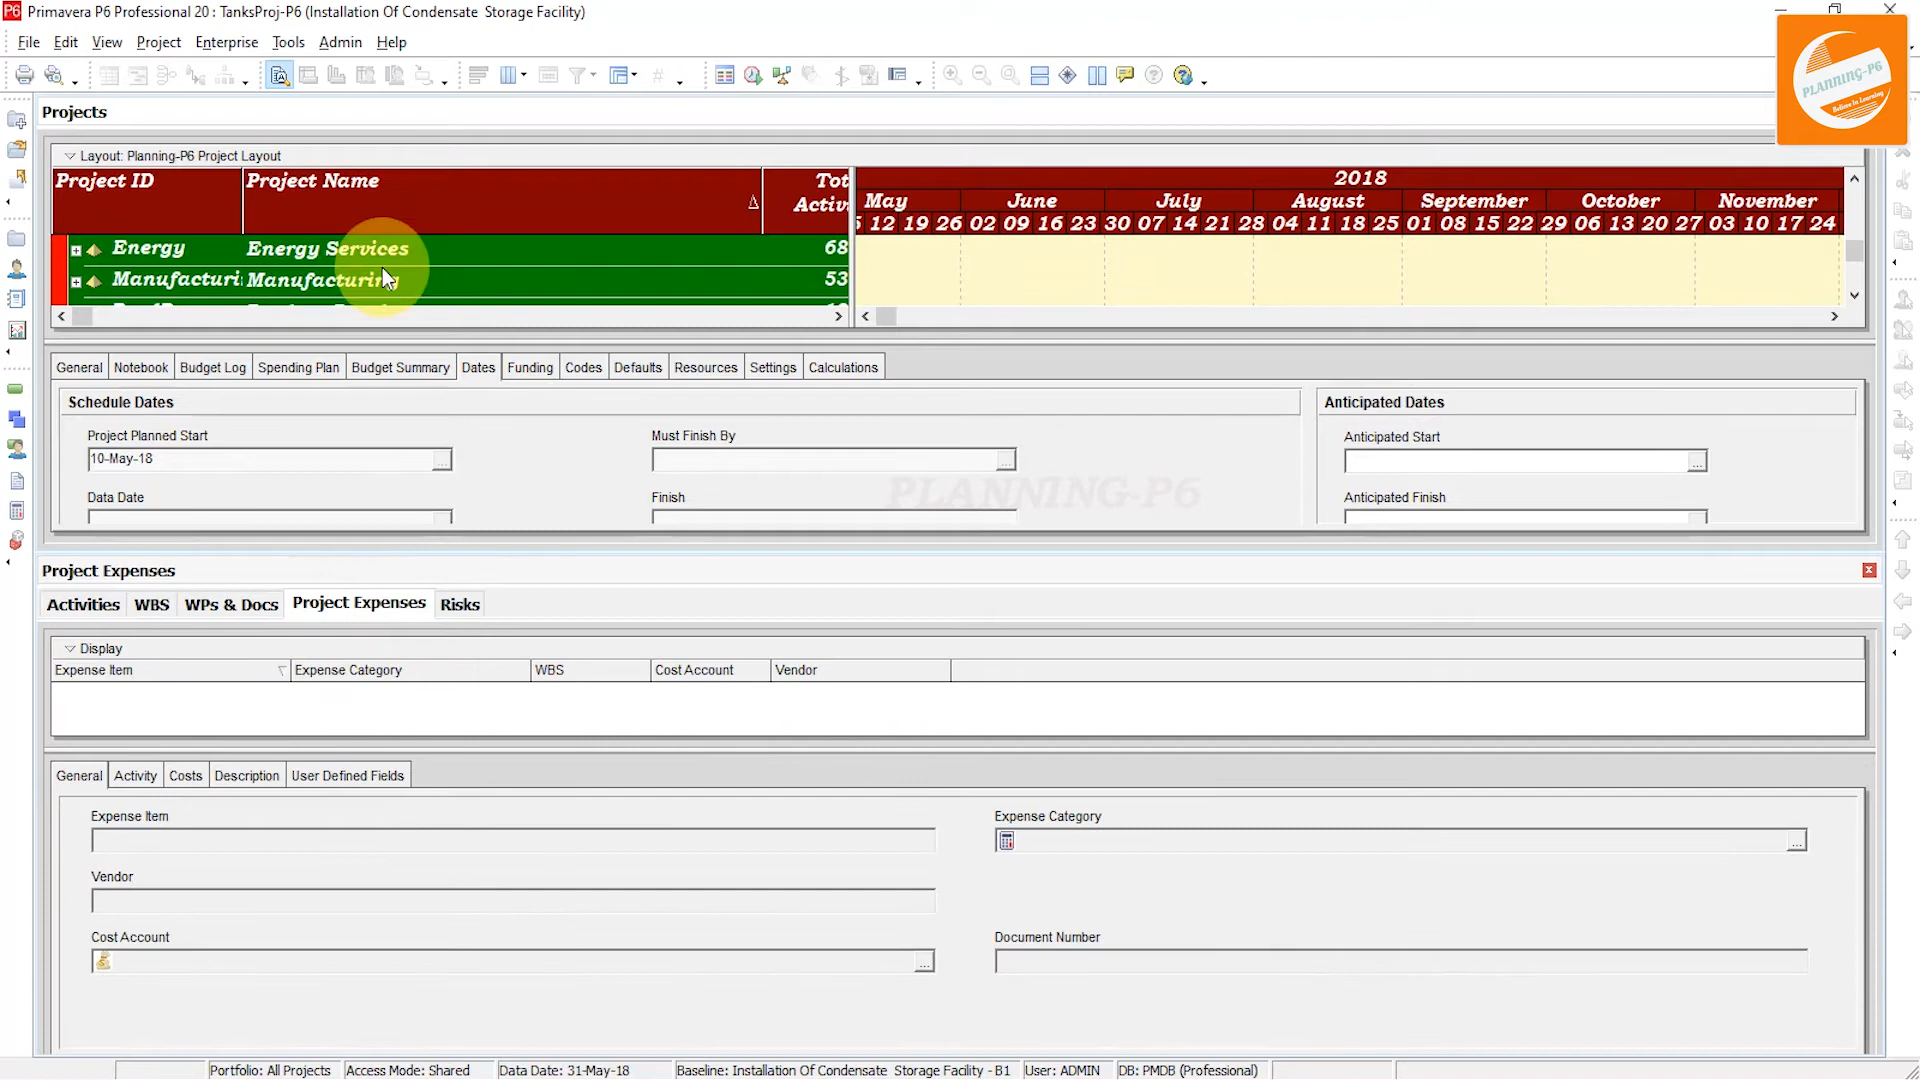 P6 Primavera P6 Professional 20 : TanksProj-P6 (Installation Of Condensate Storage Facility)
File Edit View Project Enterprise Tools Admin Help
PLANNING-P6
Believe In Learning
Projects
Layout: Planning-P6 Project Layout
Project ID Project Name Tot
Activ
2018
May June July August September October November
12 19 26 02 09 16 23 30 07 14 21 28 04 11 18 25 01 08 15 22 29 06 13 20 27 03 10 17 24
Energy Energy Services 68
Manufacturi Manufacturing 53
General Notebook Budget Log Spending Plan Budget Summary Dates Funding Codes Defaults Resources Settings Calculations
Schedule Dates Anticipated Dates
Project Planned Start Must Finish By Anticipated Start
10-May-18
PLANNING-P6
Data Date Finish Anticipated Finish
Project Expenses
Activities WBS WPs & Docs Project Expenses Risks
Display
Expense Item Expense Category WBS Cost Account Vendor
General Activity Costs Description User Defined Fields
Expense Item Expense Category
Vendor
Cost Account Document Number
Portfolio: All Projects Access Mode: Shared Data Date: 31-May-18 Baseline: Installation Of Condensate Storage Facility - B1 User: ADMIN DB: PMDB (Professional)